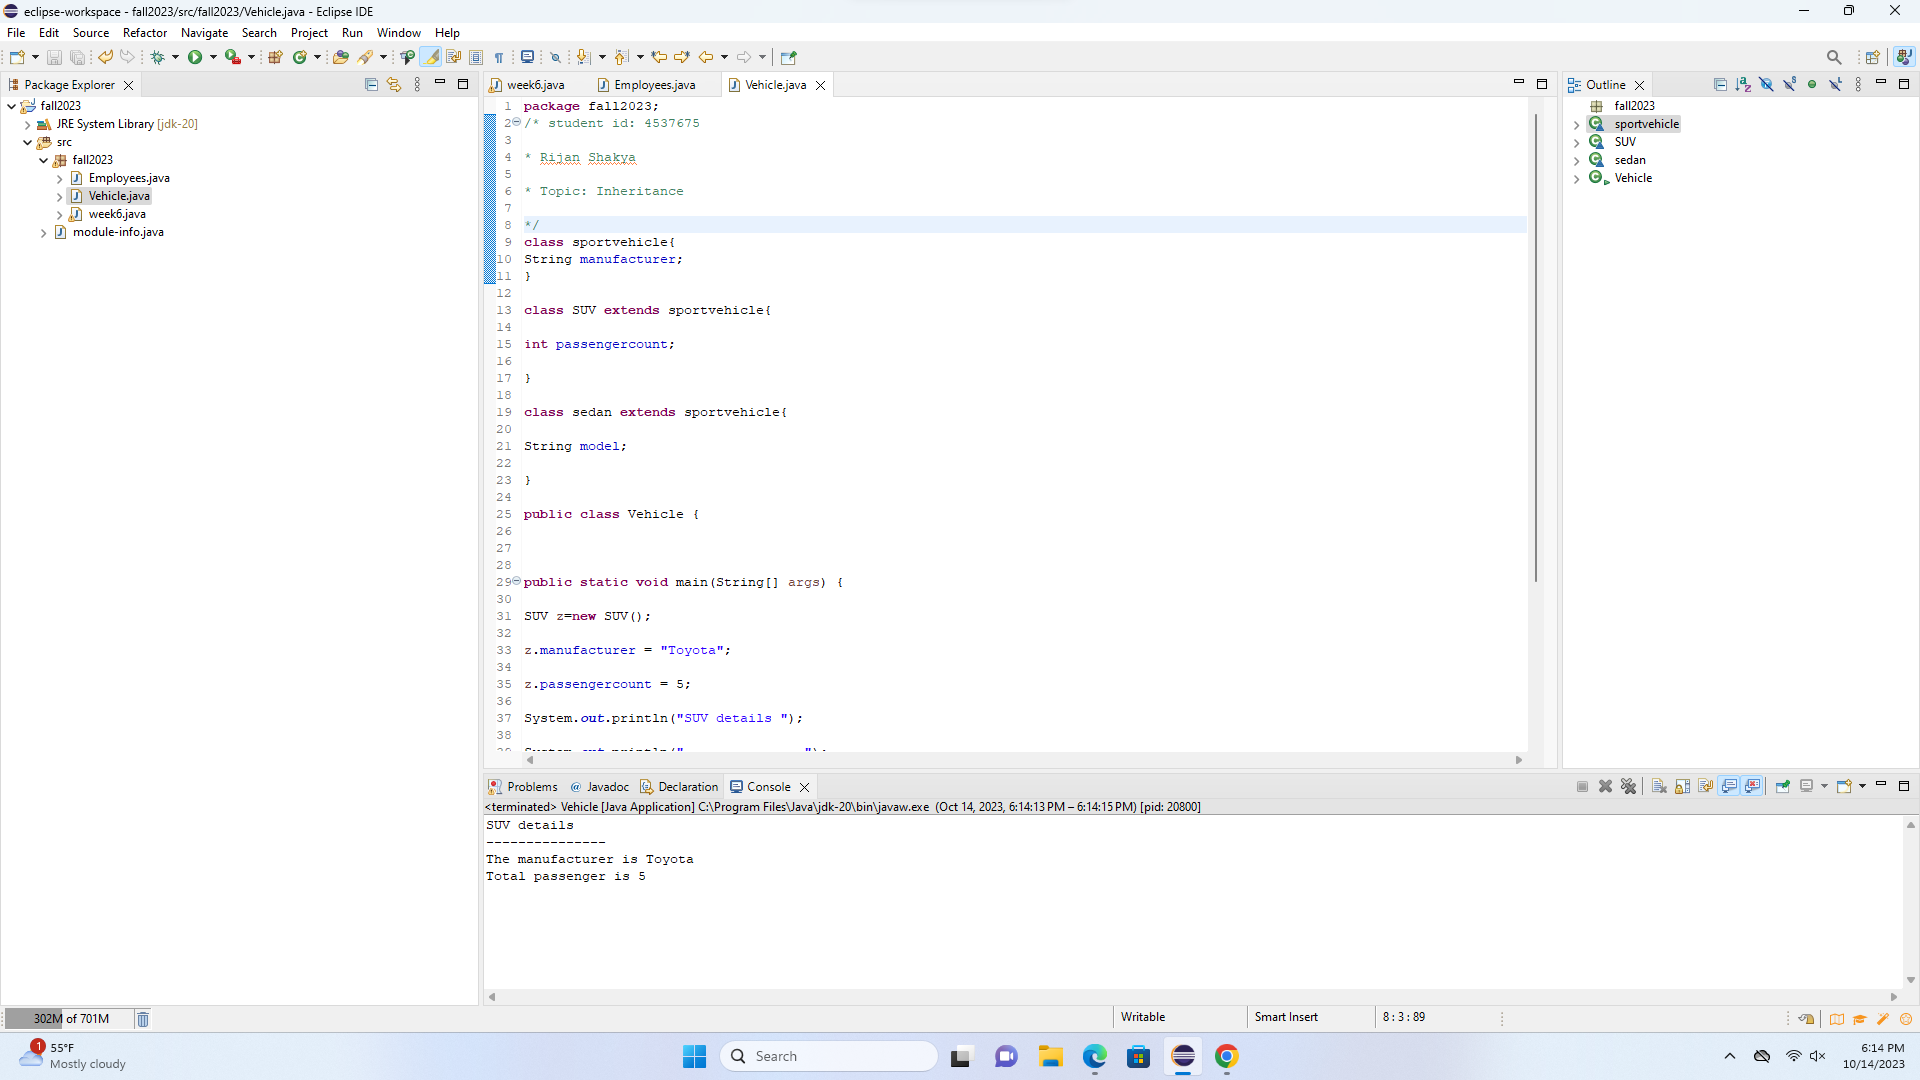 eclipse-workspace - fall2023/src/fall2023/Vehicle.java - Eclipse IDE
File Edit Source Refactor Navigate Search Project Run Window Help
Package Explorer
fall2023
JRE System Library [jdk-20]
src
fall2023
Employees.java
Vehicle.java
week6.java
module-info.java
week6.java Employees.java Vehicle.java
1 package fall2023;
2 /* student id: 4537675
3
4 * Rijan Shakya
5
6 * Topic: Inheritance
7
8 */
9 class sportvehicle{
10 String manufacturer;
11 }
12
13 class SUV extends sportvehicle{
14
15 int passengercount;
16
17 }
18
19 class sedan extends sportvehicle{
20
21 String model;
22
23 }
24
25 public class Vehicle {
26
27
28
29 public static void main(String[] args) {
30
31 SUV z=new SUV();
32
33 z.manufacturer = "Toyota";
34
35 z.passengercount = 5;
36
37 System.out.println("SUV details ");
38
Outline
fall2023
sportvehicle
SUV
sedan
Vehicle
Problems @ Javadoc Declaration Console
<terminated> Vehicle [Java Application] C:\Program Files\Java\jdk-20\bin\javaw.exe (Oct 14, 2023, 6:14:13 PM – 6:14:15 PM) [pid: 20800]
SUV details
---------------
The manufacturer is Toyota
Total passenger is 5
302M of 701M
Writable Smart Insert 8 : 3 : 89
1
55°F
Mostly cloudy
Search
6:14 PM
10/14/2023